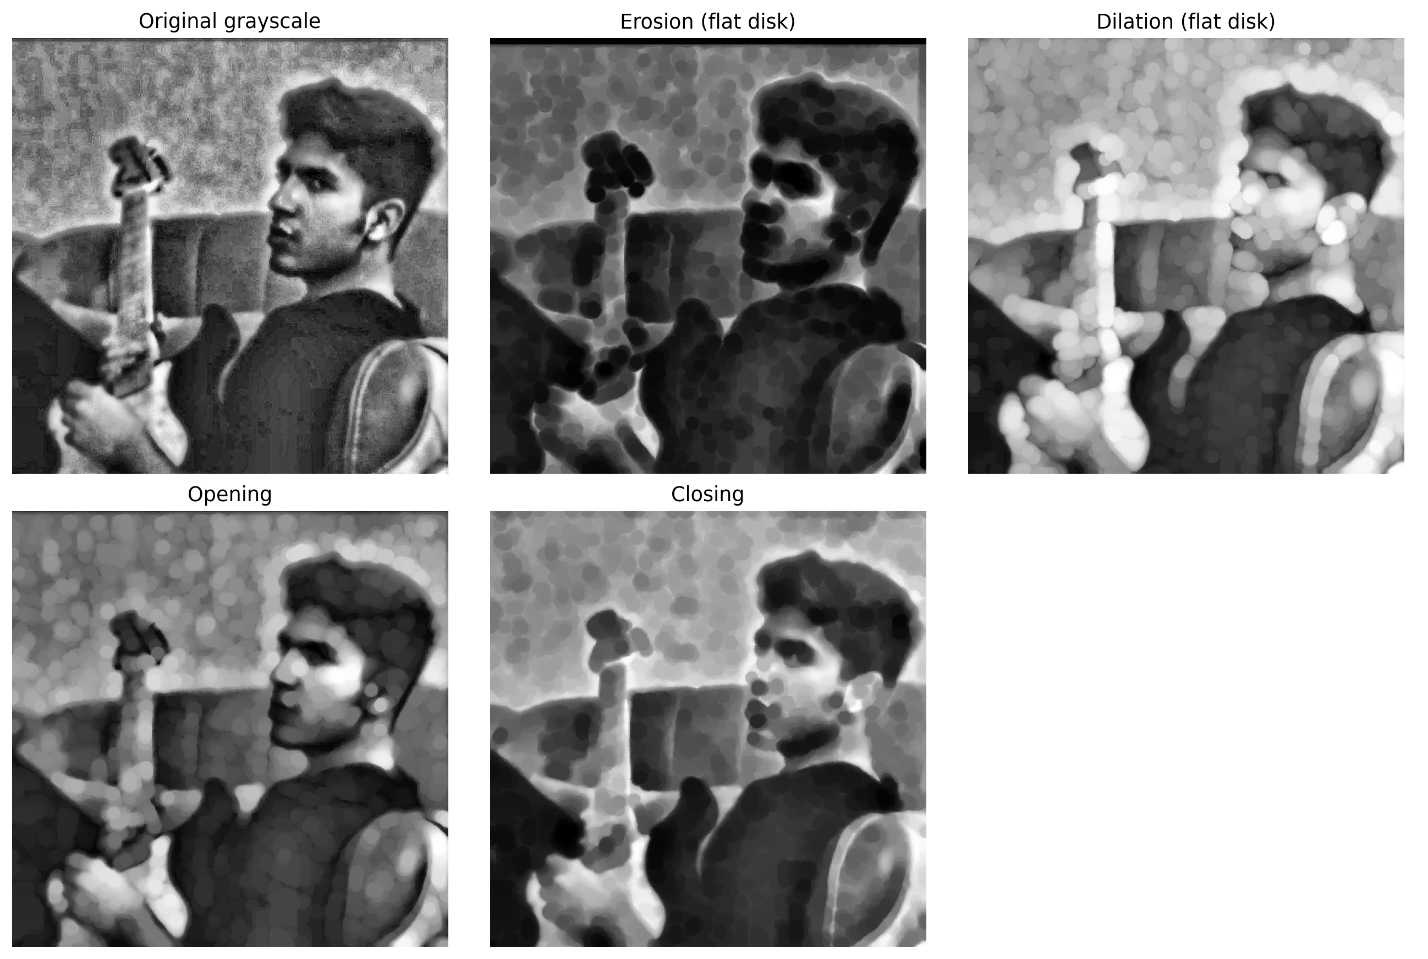 Original grayscale
Erosion (flat disk)
Dilation (flat disk)
Opening
Closing